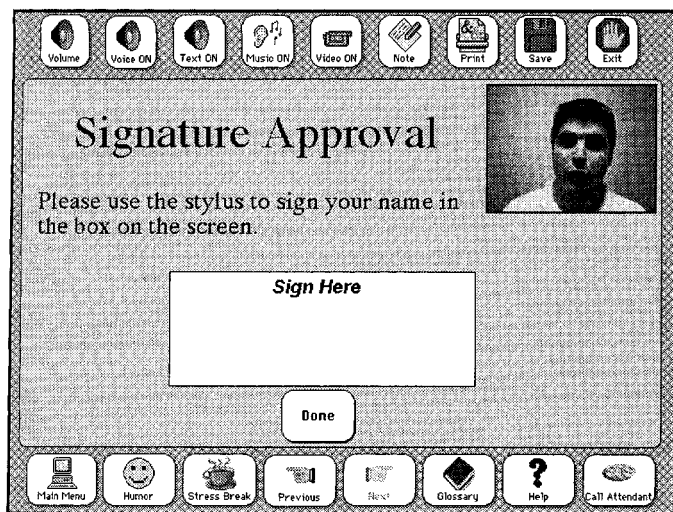 Volume
Voice ON
Text ON
Music ON
Video ON
Note
Print
Save
Exit
Signature Approval
Please use the stylus to sign your name in
the box on the screen.
Sign Here
Done
Main Menu
Humor
Stress Break
Previous
Next
Glossary
?
Help
Call Attendant